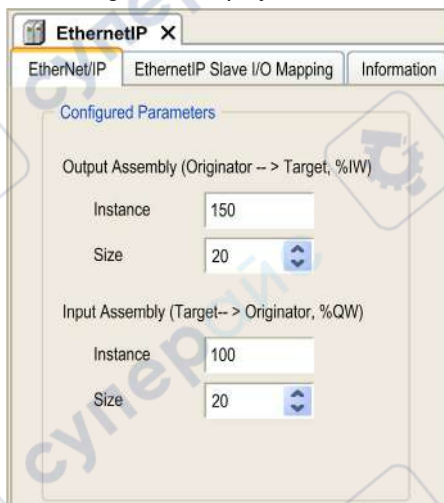 EthernetIP
EtherNet/IP EthernetIP Slave I/O Mapping Information
Configured Parameters
Output Assembly (Originator -- > Target, %IW)
Instance 150
Size 20
Input Assembly (Target-- > Originator, %QW)
Instance 100
Size 20